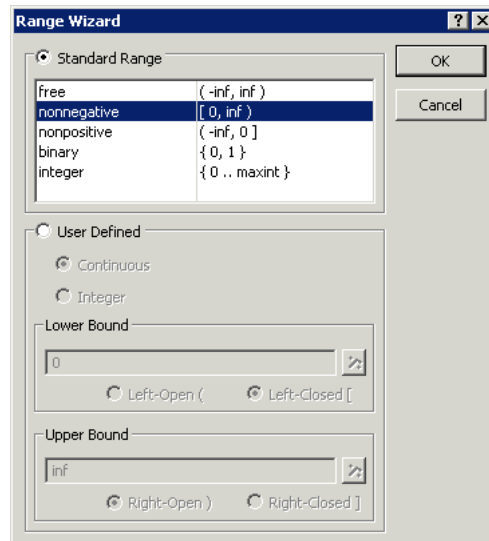 Range Wizard
Standard Range
OK
Cancel
free ( -inf, inf )
nonnegative [ 0, inf )
nonpositive ( -inf, 0 ]
binary { 0, 1 }
integer { 0 .. maxint }
User Defined
Continuous
Integer
Lower Bound
0
Left-Open ( Left-Closed [
Upper Bound
inf
Right-Open ) Right-Closed ]